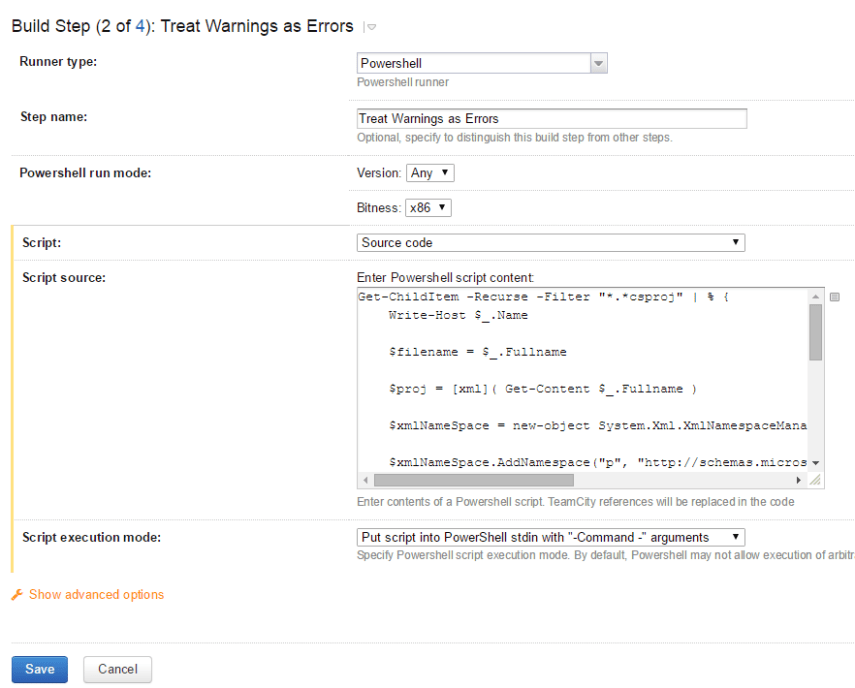 Build Step (2 of 4): Treat Warnings as Errors
Runner type:
Powershell
Powershell runner
Step name:
Treat Warnings as Errors
Optional, specify to distinguish this build step from other steps.
Powershell run mode:
Version: Any
Bitness: x86
Script:
Source code
Script source:
Enter Powershell script content:
Get-ChildItem -Recurse -Filter "*.*csproj" | % {
Write-Host $_.Name
$filename = $_.Fullname
$proj = [xml]( Get-Content $_.Fullname )
$xmlNameSpace = new-object System.Xml.XmlNamespaceMana
$xmlNameSpace.AddNamespace("p", "http://schemas.micros
Enter contents of a Powershell script. TeamCity references will be replaced in the code
Script execution mode:
Put script into PowerShell stdin with "-Command -" arguments
Specify Powershell script execution mode. By default, Powershell may not allow execution of arbitr
Show advanced options
Save
Cancel